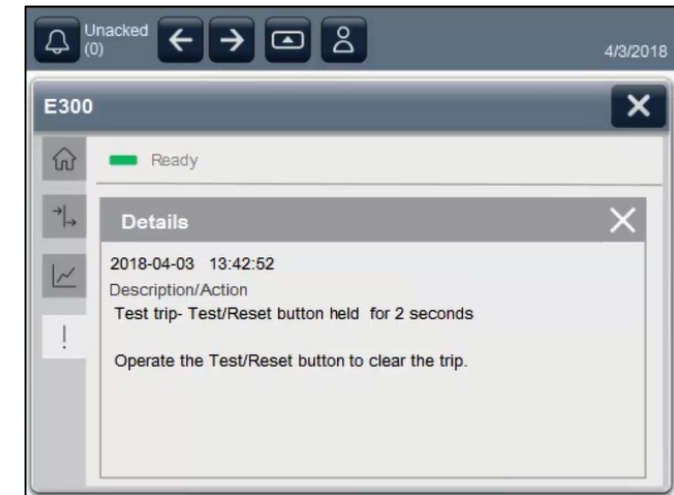 Unacked
(0)
4/3/2018
E300
Ready
Details
2018-04-03 13:42:52
Description/Action
Test trip- Test/Reset button held for 2 seconds
Operate the Test/Reset button to clear the trip.